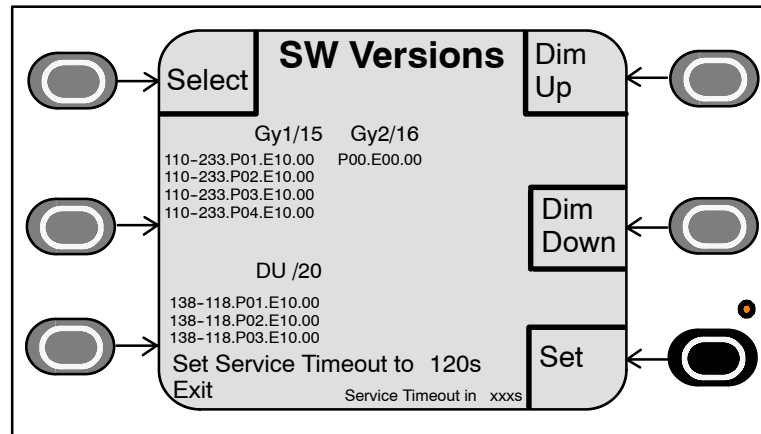 SW Versions
Select
Dim
Up
Gy1/15 Gy2/16
110-233.P01.E10.00 P00.E00.00
110-233.P02.E10.00
110-233.P03.E10.00
110-233.P04.E10.00
Dim
Down
DU /20
138-118.P01.E10.00
138-118.P02.E10.00
138-118.P03.E10.00
Set Service Timeout to 120s
Set
Exit
Service Timeout in xxxs